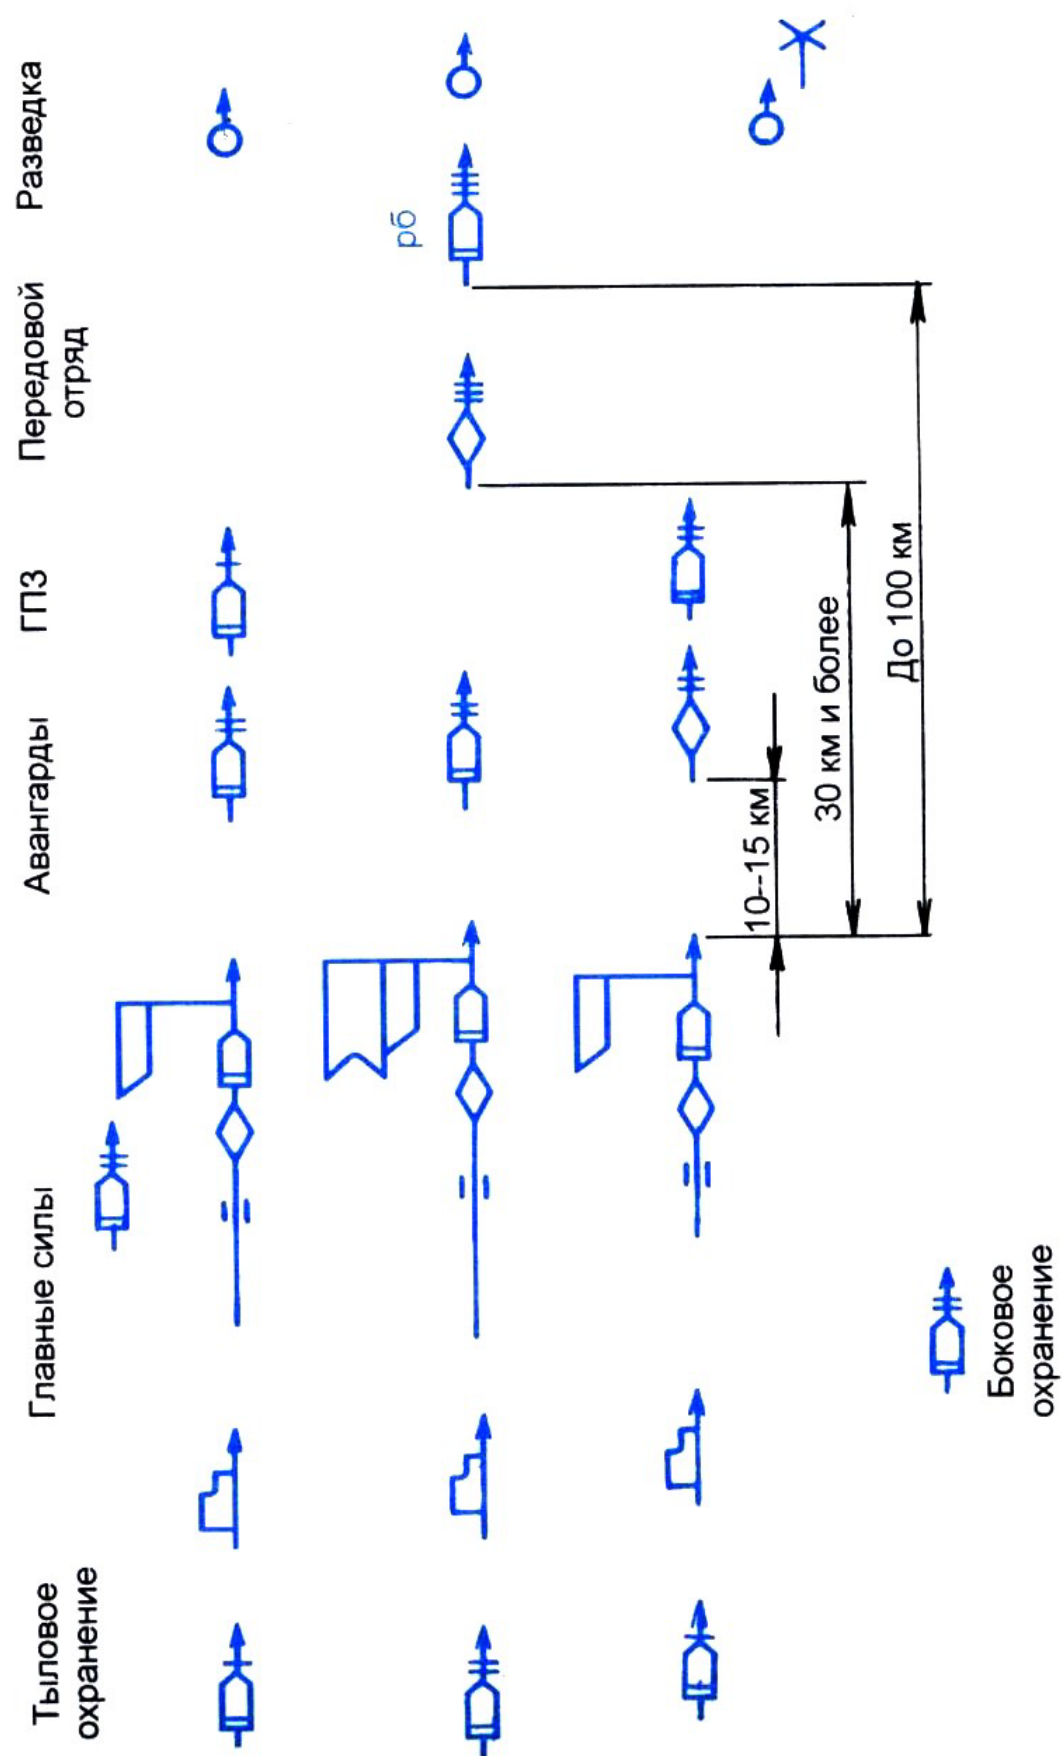 Тыловое
охранение
Главные силы
Авангарды
ГПЗ
Передовой
отряд
Разведка
рб
10--15 км
30 км и более
До 100 км
Боковое
охранение